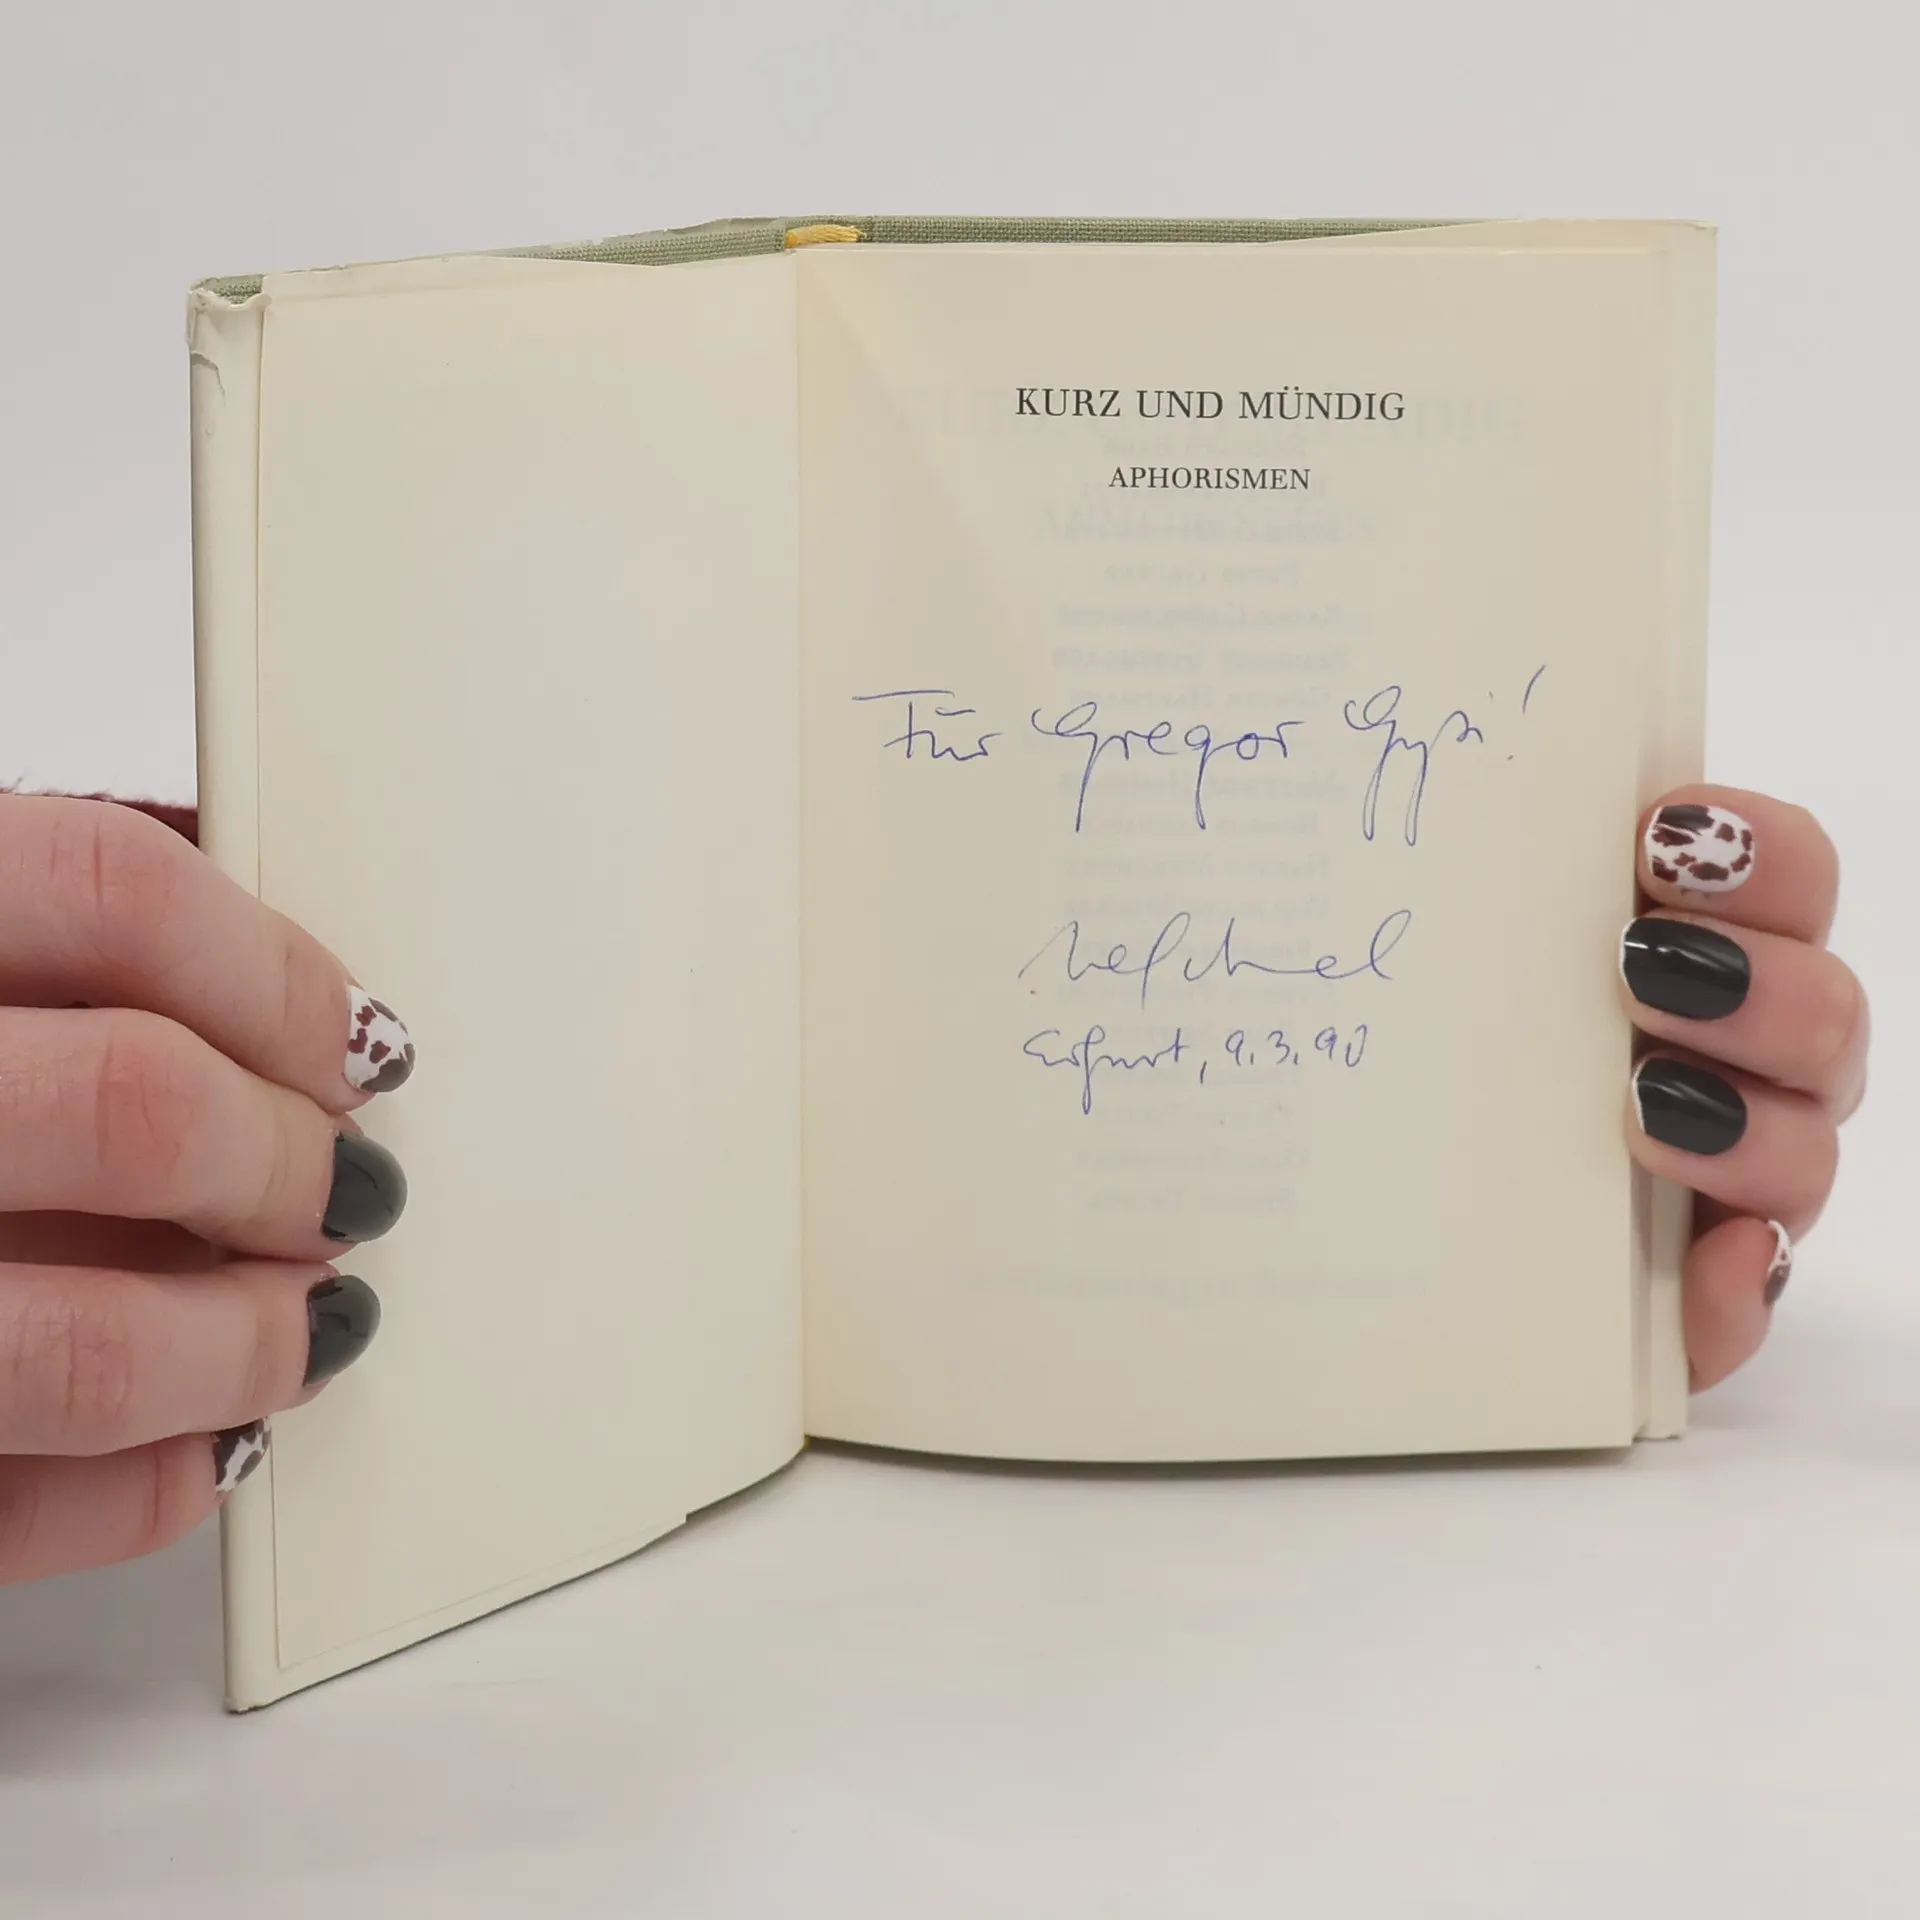 KURZ UND MÜNDIG
APHORISMEN
Für Gregor Gysi!
Erfurt, 9.3.90